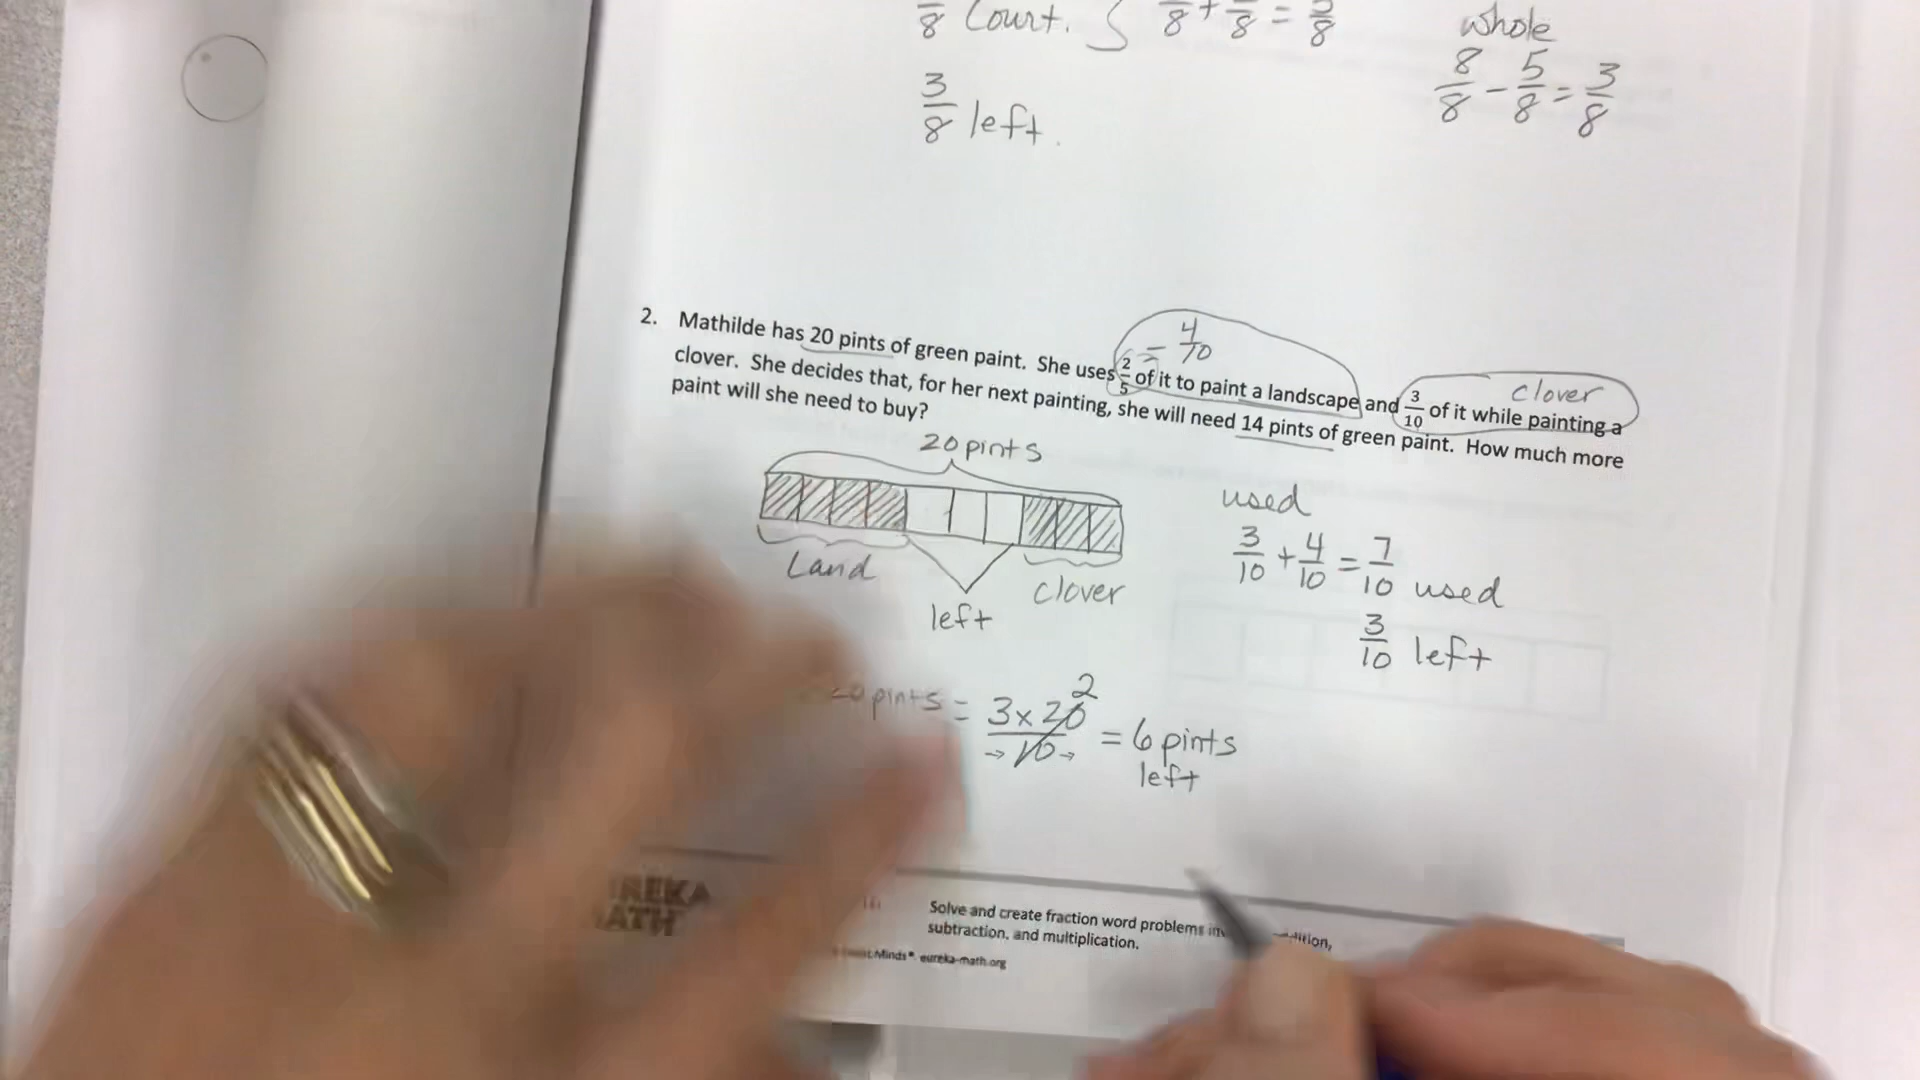 8 Court. 8 + 8 = 8
whole
8/8 - 5/8 = 3/8
3/8 left.
= 4/10
clover
2. Mathilde has 20 pints of green paint. She uses 2/5 of it to paint a landscape and 3/10 of it while painting a
clover. She decides that, for her next painting, she will need 14 pints of green paint. How much more
paint will she need to buy?
20 pints
Land
left
clover
used
3/10 + 4/10 = 7/10 used
3/10 left
20 pints = 3 x 20 2 / 10 = 6 pints
left
Solve and create fraction word problems
subtraction, and multiplication.
eureka-math.org